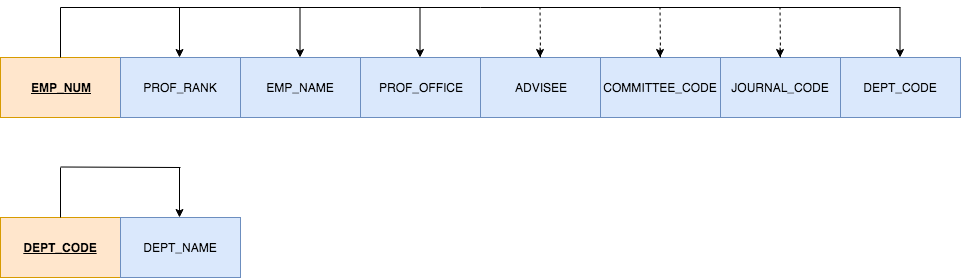 EMP_NUM PROF_RANK EMP_NAME PROF_OFFICE ADVISEE COMMITTEE_CODE JOURNAL_CODE DEPT_CODE
DEPT_CODE DEPT_NAME